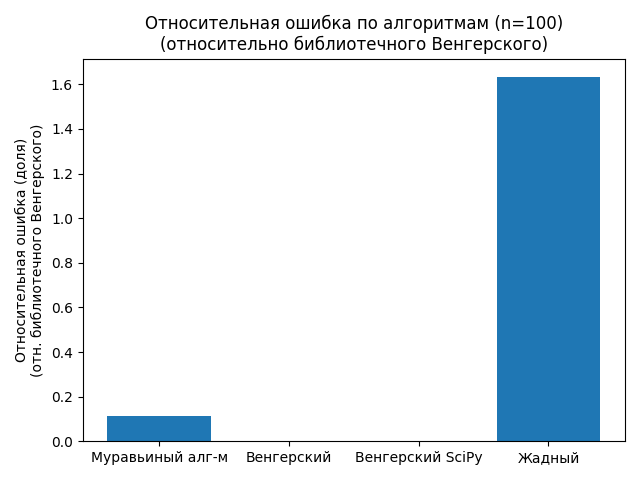 Относительная ошибка по алгоритмам (n=100)
(относительно библиотечного Венгерского)
Относительная ошибка (доля)
(отн. библиотечного Венгерского)
1.6
1.4
1.2
1.0
0.8
0.6
0.4
0.2
0.0
Муравьиный алг-м
Венгерский
Венгерский SciPy
Жадный